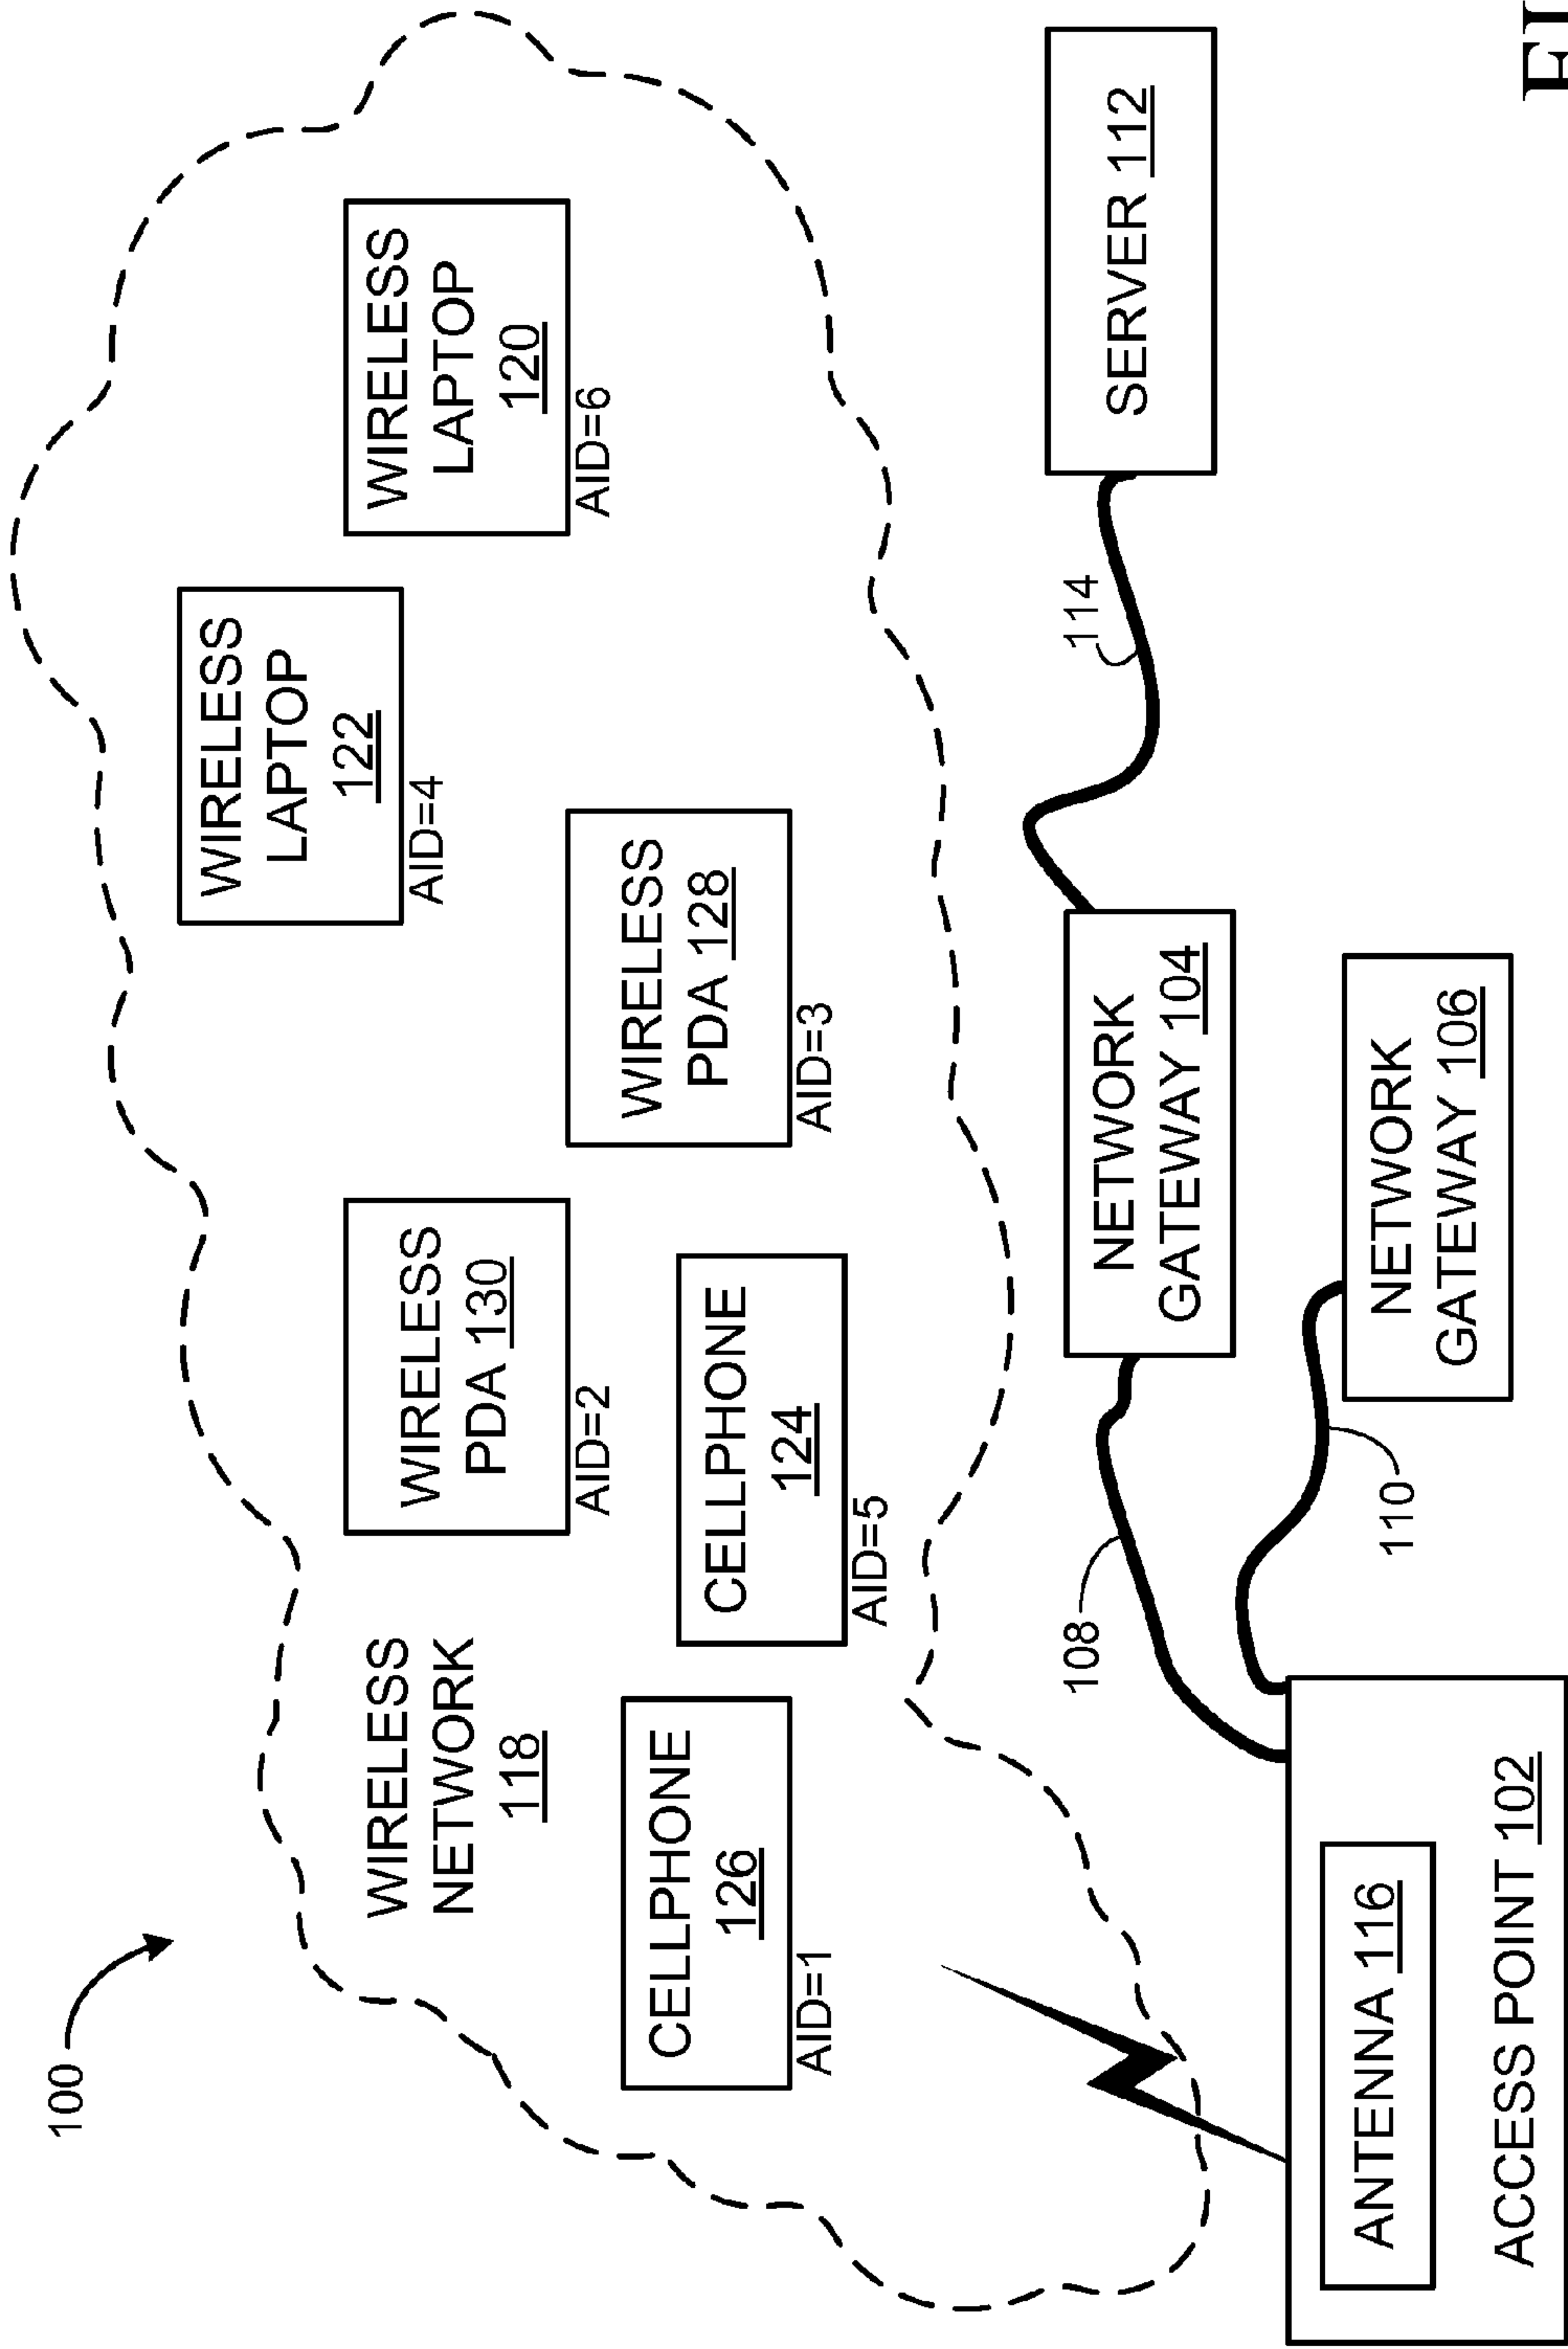 100
WIRELESS
NETWORK
118
WIRELESS
LAPTOP
122
AID=4
WIRELESS
LAPTOP
120
AID=6
WIRELESS
PDA 130
AID=2
WIRELESS
PDA 128
AID=3
CELLPHONE
126
AID=1
CELLPHONE
124
AID=5
108
114
NETWORK
GATEWAY 104
SERVER 112
110
NETWORK
GATEWAY 106
ANTENNA 116
ACCESS POINT 102